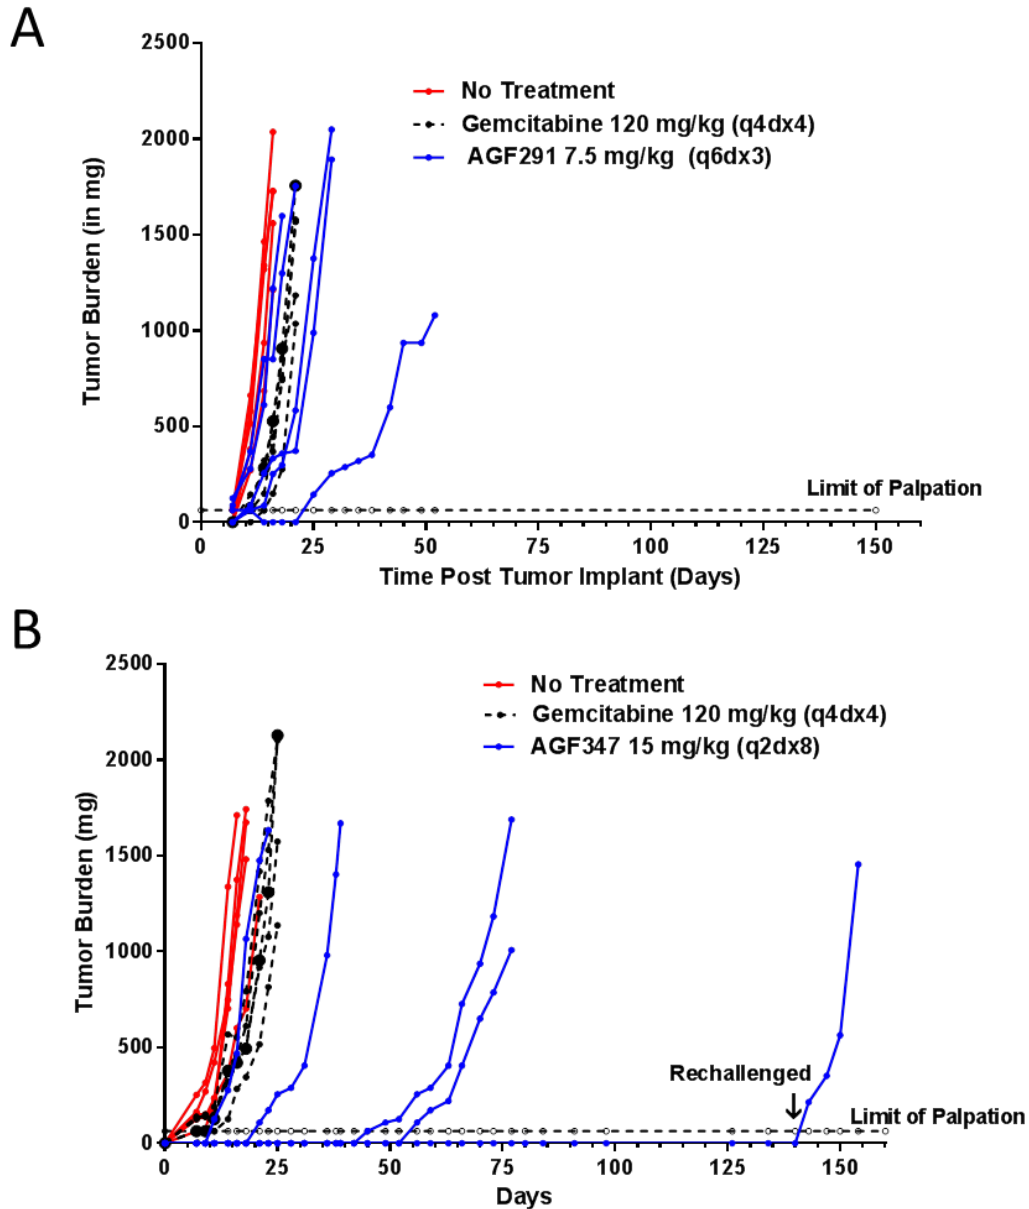 A
2500
2000
1500
1000
500
0
Tumor Burden (in mg)
No Treatment
Gemcitabine 120 mg/kg (q4dx4)
AGF291 7.5 mg/kg (q6dx3)
Limit of Palpation
0 25 50 75 100 125 150
Time Post Tumor Implant (Days)
B
2500
2000
1500
1000
500
0
Tumor Burden (mg)
No Treatment
Gemcitabine 120 mg/kg (q4dx4)
AGF347 15 mg/kg (q2dx8)
Rechallenged
Limit of Palpation
0 25 50 75 100 125 150
Days